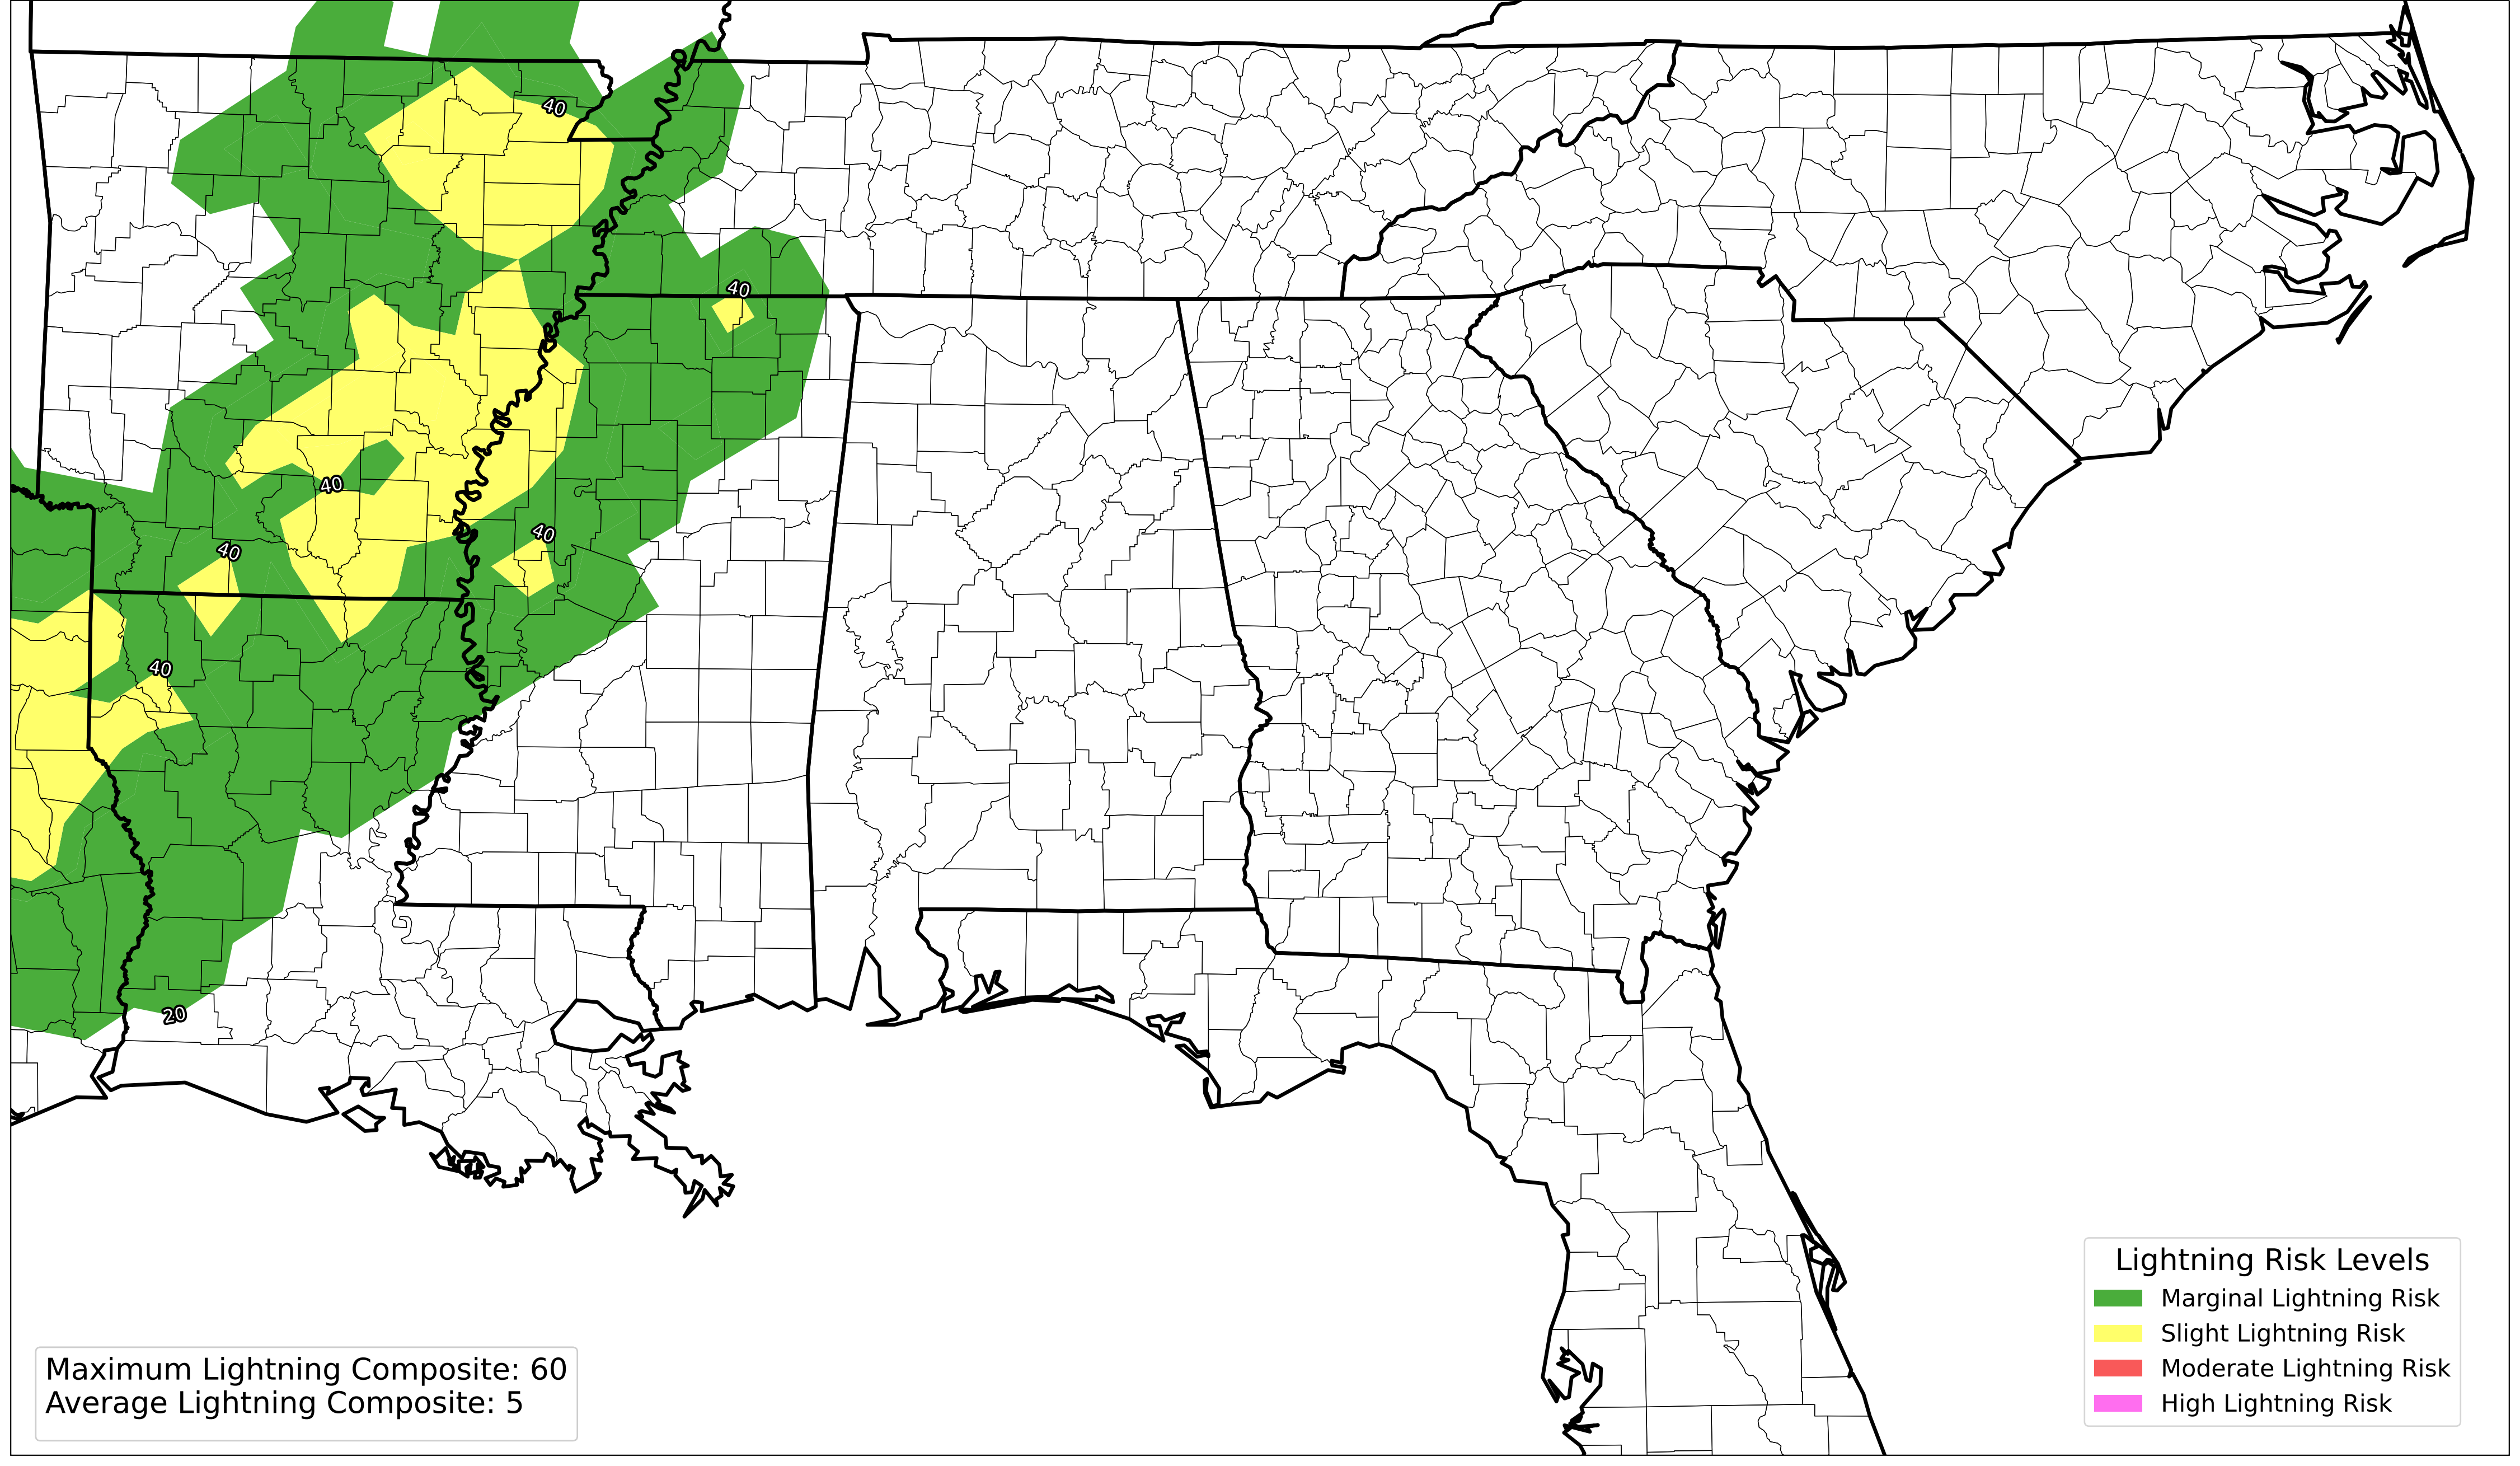 40
40
40
40
40
40
20
Lightning Risk Levels
Marginal Lightning Risk
Slight Lightning Risk
Moderate Lightning Risk
High Lightning Risk
Maximum Lightning Composite: 60
Average Lightning Composite: 5